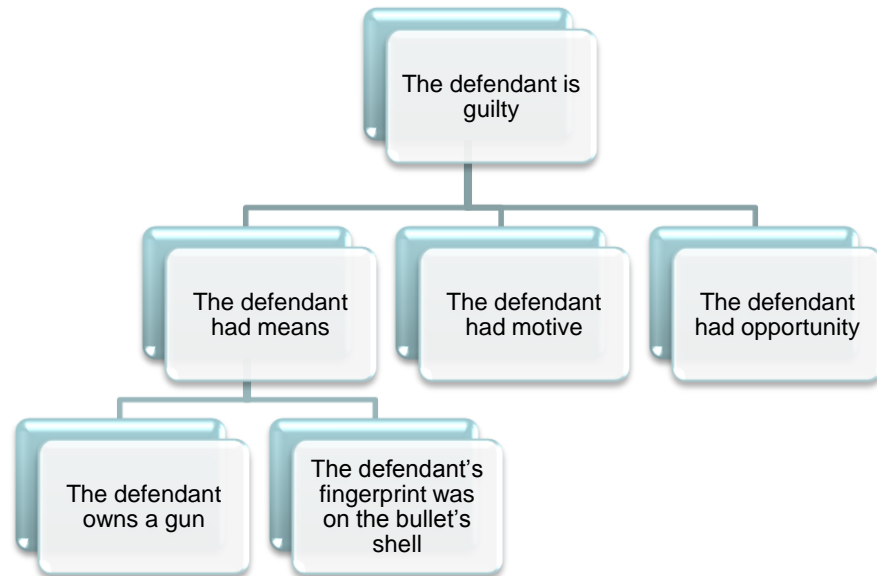 The defendant is
guilty
The defendant
had means
The defendant
had motive
The defendant
had opportunity
The defendant
owns a gun
The defendant’s
fingerprint was
on the bullet’s
shell